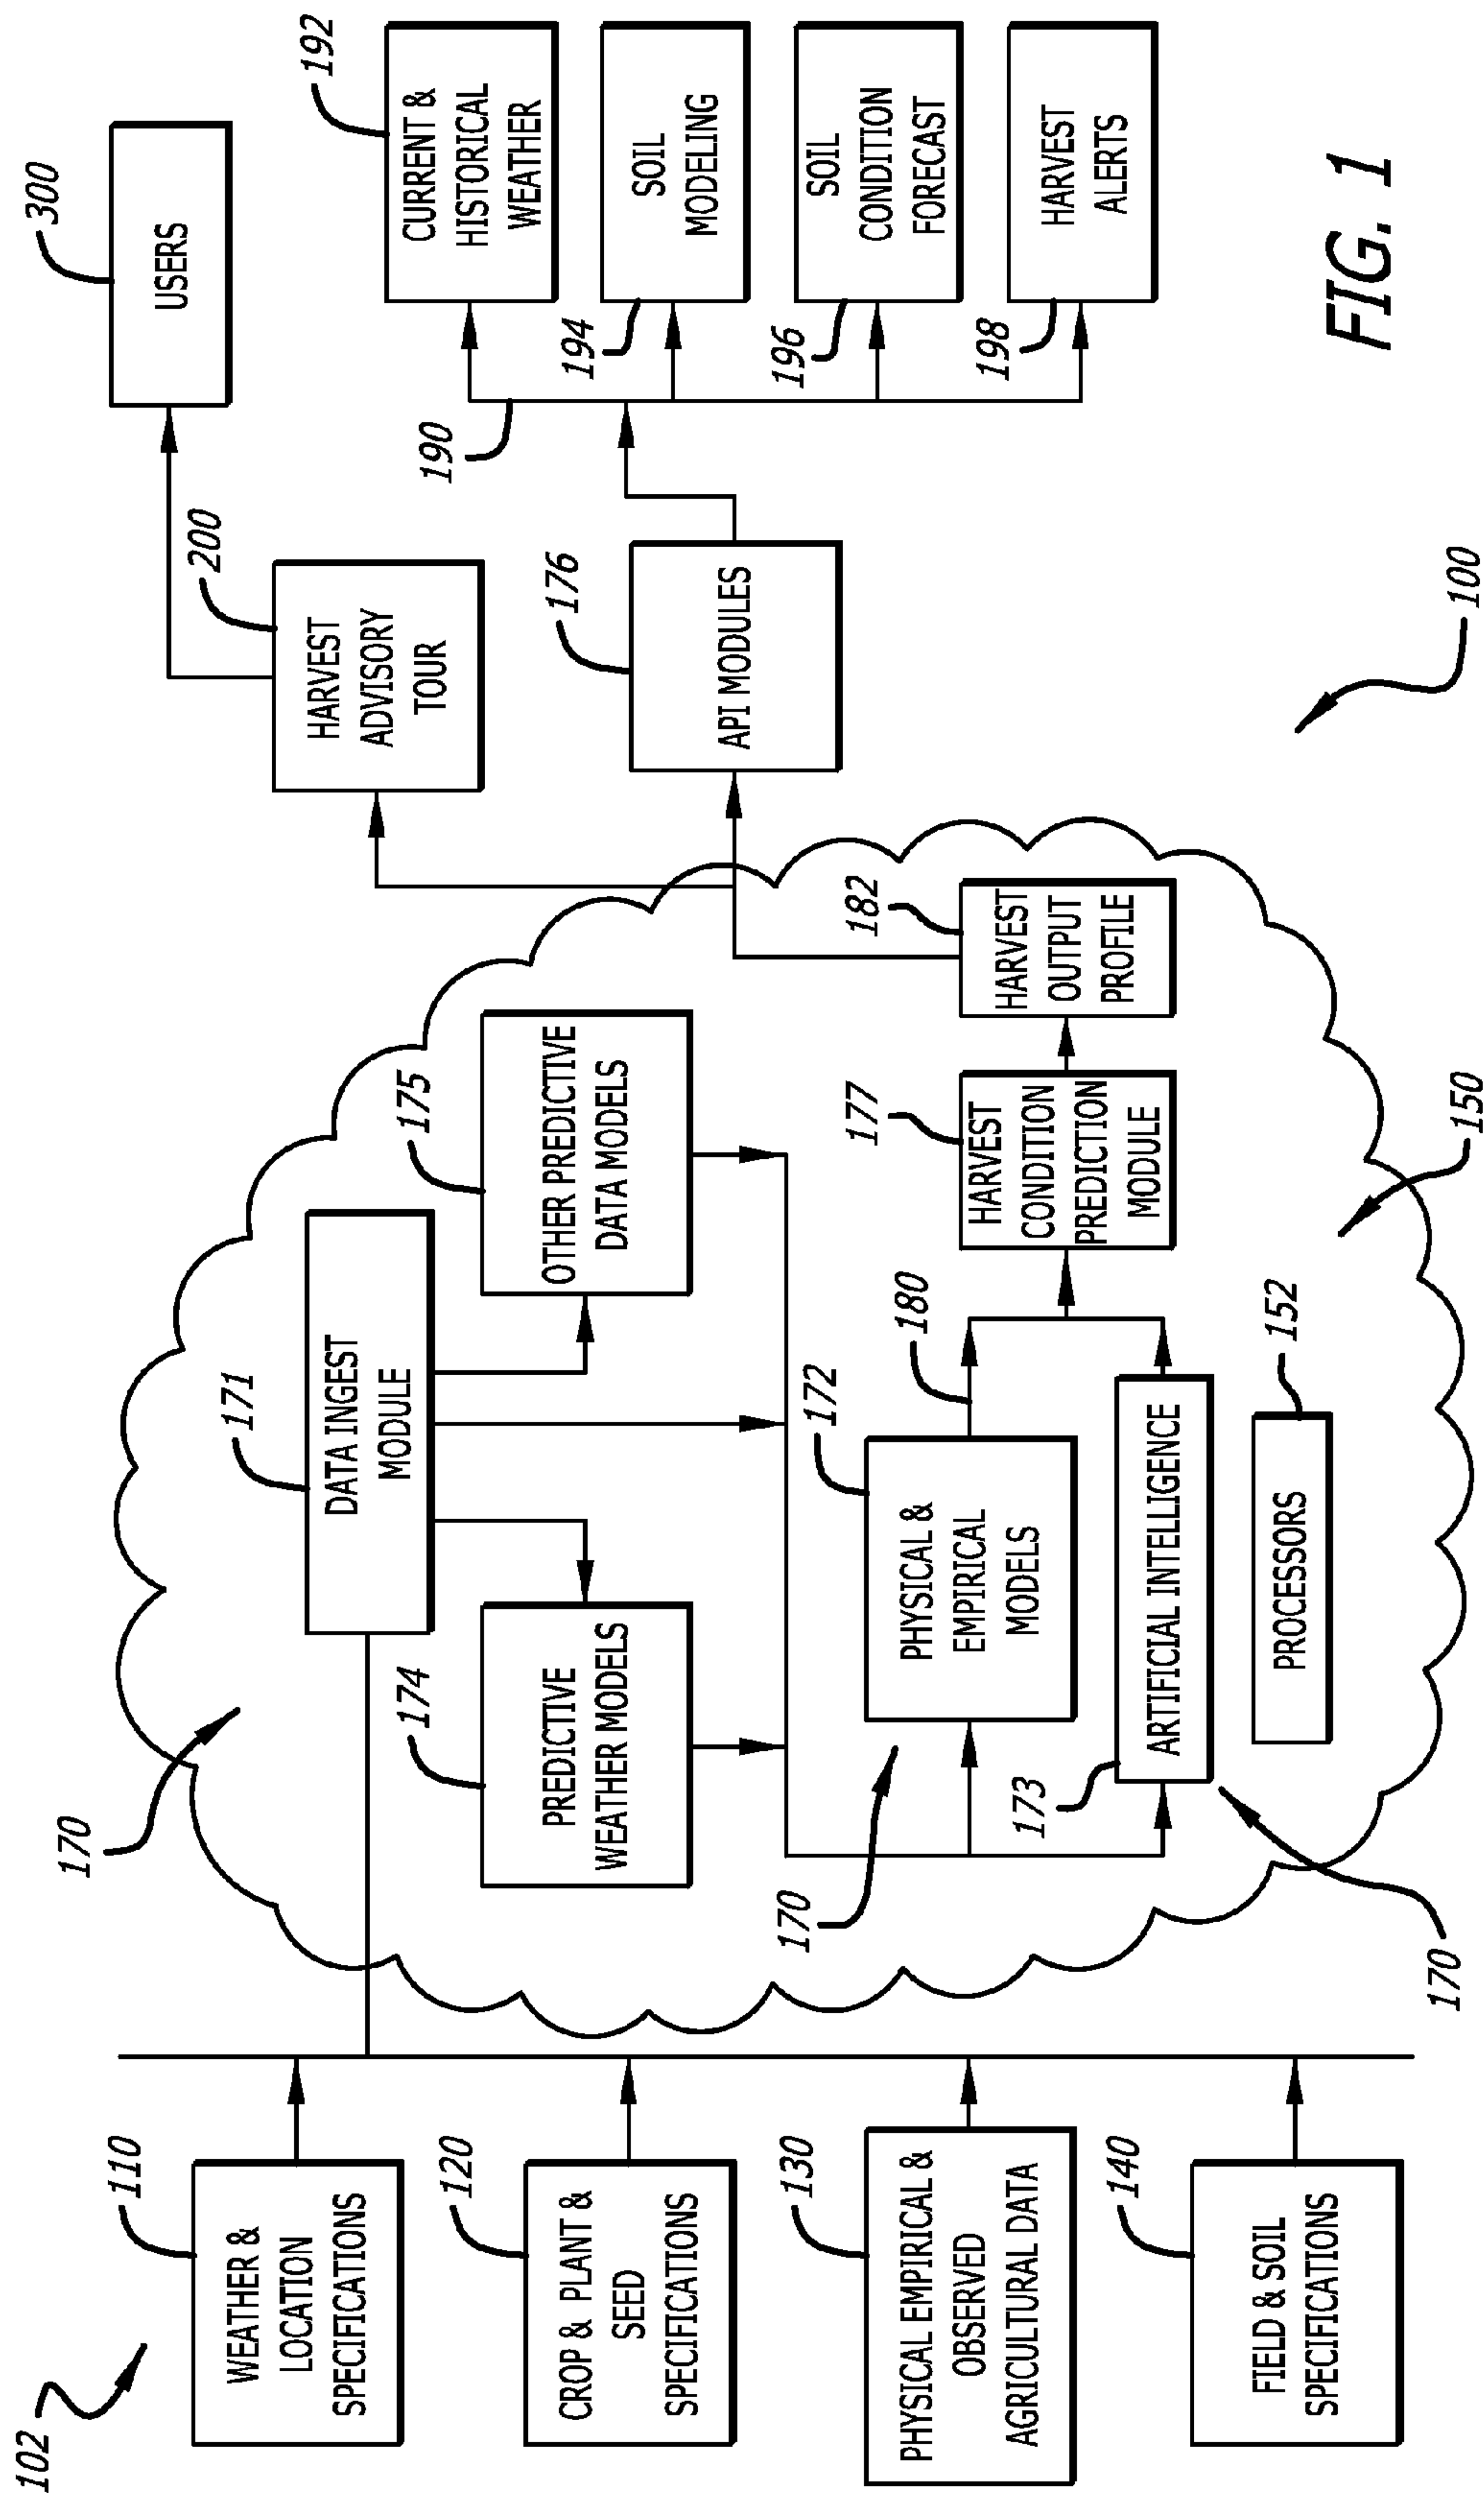 102
110
WEATHER &
LOCATION
SPECIFICATIONS
120
CROP & PLANT &
SEED
SPECIFICATIONS
130
PHYSICAL EMPIRICAL &
OBSERVED
AGRICULTURAL DATA
140
FIELD & SOIL
SPECIFICATIONS
170
171
DATA INGEST
MODULE
174
PREDICTIVE
WEATHER MODELS
175
OTHER PREDICTIVE
DATA MODELS
170
172
PHYSICAL &
EMPIRICAL
MODELS
180
173
ARTIFICIAL INTELLIGENCE
170
PROCESSORS
152
177
HARVEST
CONDITION
PREDICTION
MODULE
182
HARVEST
OUTPUT
PROFILE
150
200
HARVEST
ADVISORY
TOUR
176
API MODULES
100
300
USERS
190
192
CURRENT &
HISTORICAL
WEATHER
194
SOIL
MODELING
196
SOIL
CONDITION
FORECAST
198
HARVEST
ALERTS
FIG. 1